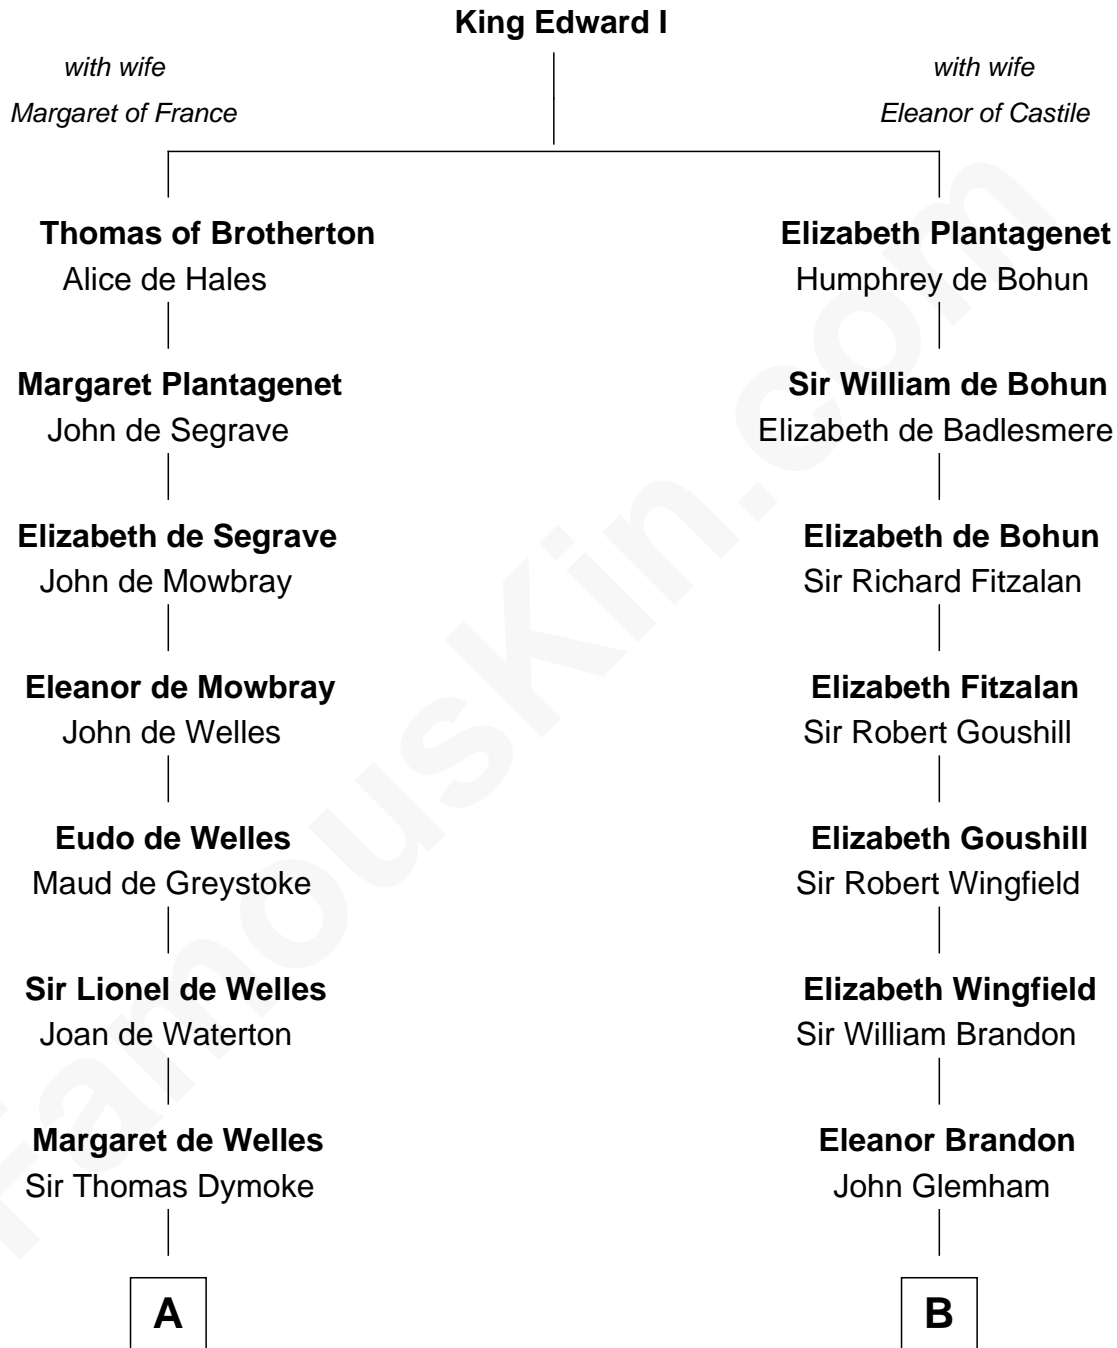 King Edward I
with wife
Margaret of France
with wife
Eleanor of Castile
Thomas of Brotherton
Alice de Hales
Elizabeth Plantagenet
Humphrey de Bohun
Margaret Plantagenet
John de Segrave
Sir William de Bohun
Elizabeth de Badlesmere
Elizabeth de Segrave
John de Mowbray
Elizabeth de Bohun
Sir Richard Fitzalan
Eleanor de Mowbray
John de Welles
Elizabeth Fitzalan
Sir Robert Goushill
Eudo de Welles
Maud de Greystoke
Elizabeth Goushill
Sir Robert Wingfield
Sir Lionel de Welles
Joan de Waterton
Elizabeth Wingfield
Sir William Brandon
Margaret de Welles
Sir Thomas Dymoke
Eleanor Brandon
John Glemham
A
B
FamousKin.com